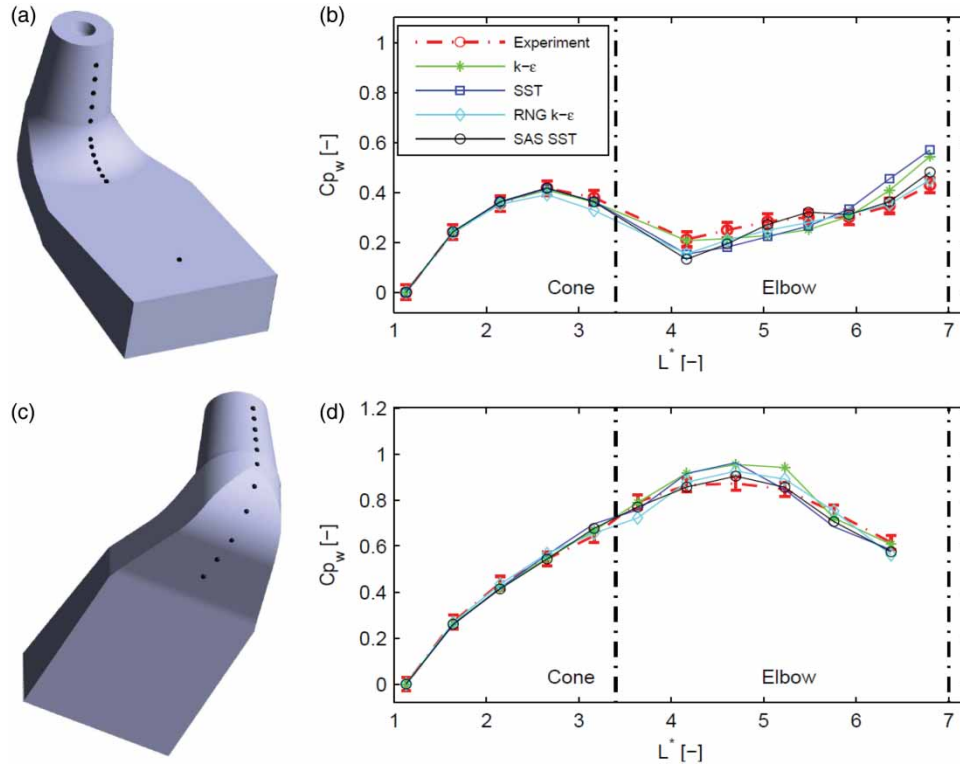 (a)
(b)
1
0.8
0.6
0.4
0.2
0
Cp_w [−]
Experiment
k−ε
SST
RNG k−ε
SAS SST
Cone
Elbow
1 2 3 4 5 6 7
L* [−]
(c)
(d)
1.2
1
0.8
0.6
0.4
0.2
0
Cp_w [−]
Cone
Elbow
1 2 3 4 5 6 7
L* [−]